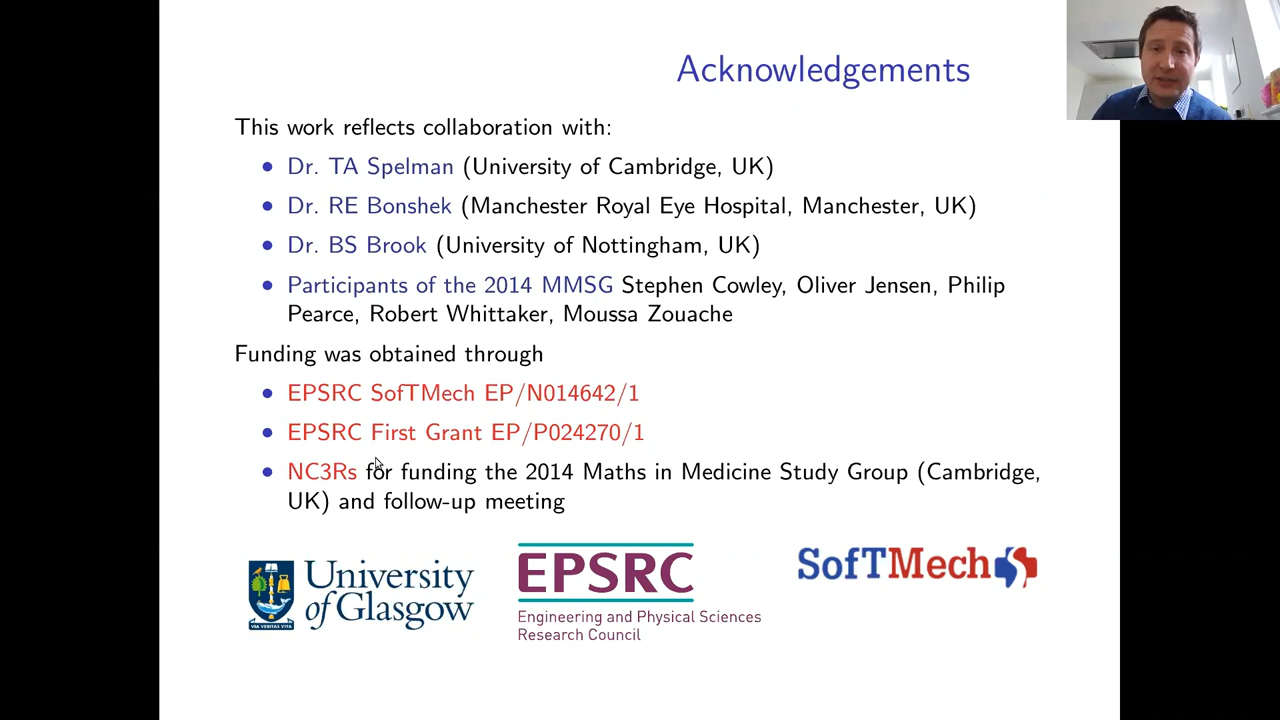 Acknowledgements
This work reflects collaboration with:
• Dr. TA Spelman (University of Cambridge, UK)
• Dr. RE Bonshek (Manchester Royal Eye Hospital, Manchester, UK)
• Dr. BS Brook (University of Nottingham, UK)
• Participants of the 2014 MMSG Stephen Cowley, Oliver Jensen, Philip
Pearce, Robert Whittaker, Moussa Zouache
Funding was obtained through
• EPSRC SofTMech EP/N014642/1
• EPSRC First Grant EP/P024270/1
• NC3Rs for funding the 2014 Maths in Medicine Study Group (Cambridge,
UK) and follow-up meeting
University
of Glasgow
VIA VERITAS VITA
EPSRC
Engineering and Physical Sciences
Research Council
SofTMech